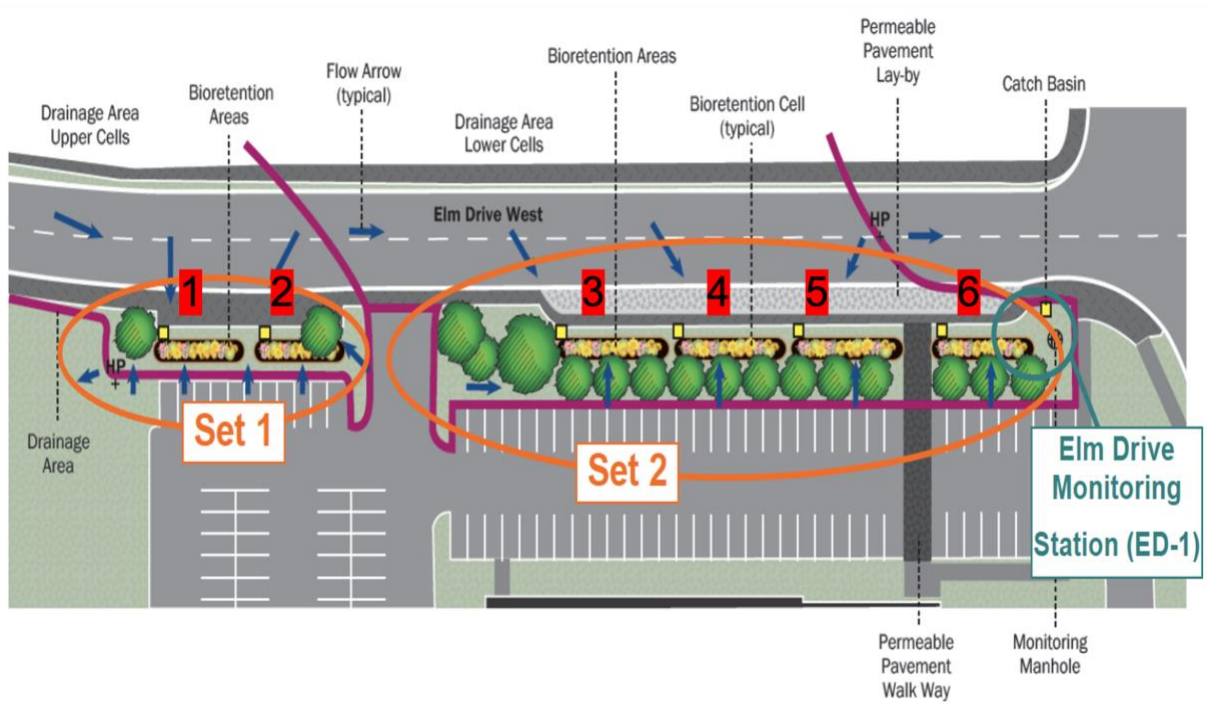 Permeable
Pavement
Lay-by
Bioretention Areas
Flow Arrow
(typical)
Catch Basin
Bioretention
Areas
Bioretention Cell
(typical)
Drainage Area
Upper Cells
Drainage Area
Lower Cells
Elm Drive West
HP
1
2
3
4
5
6
HP
+
Set 1
Set 2
Drainage
Area
Elm Drive
Monitoring
Station (ED-1)
Permeable
Pavement
Walk Way
Monitoring
Manhole